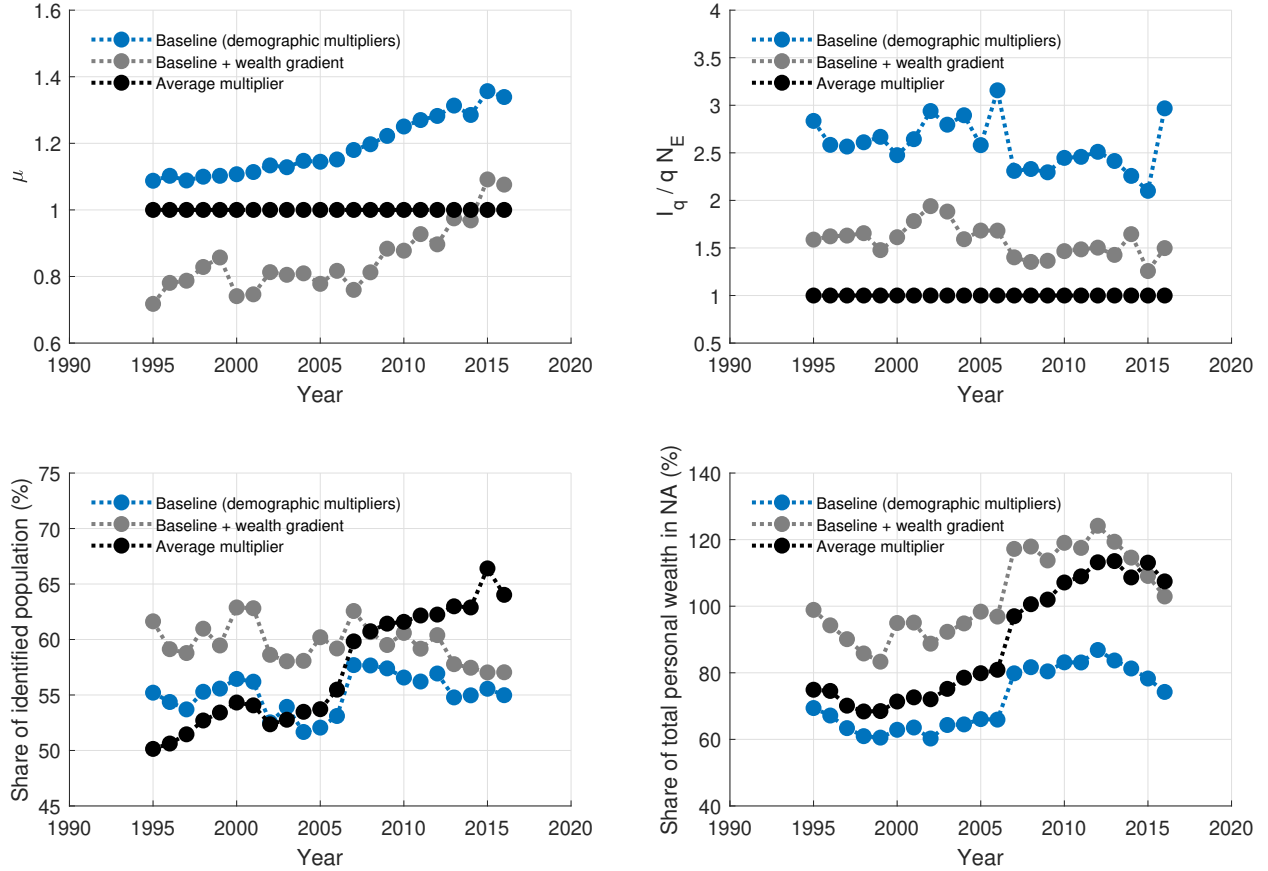 1.6
1.4
1.2
1
0.8
0.6
μ
Baseline (demographic multipliers)
Baseline + wealth gradient
Average multiplier
1990 1995 2000 2005 2010 2015 2020
Year
4
3.5
3
2.5
2
1.5
1
0.5
I_q / q N_E
Baseline (demographic multipliers)
Baseline + wealth gradient
Average multiplier
1990 1995 2000 2005 2010 2015 2020
Year
75
70
65
60
55
50
45
Share of identified population (%)
Baseline (demographic multipliers)
Baseline + wealth gradient
Average multiplier
1990 1995 2000 2005 2010 2015 2020
Year
140
120
100
80
60
40
Share of total personal wealth in NA (%)
Baseline (demographic multipliers)
Baseline + wealth gradient
Average multiplier
1990 1995 2000 2005 2010 2015 2020
Year